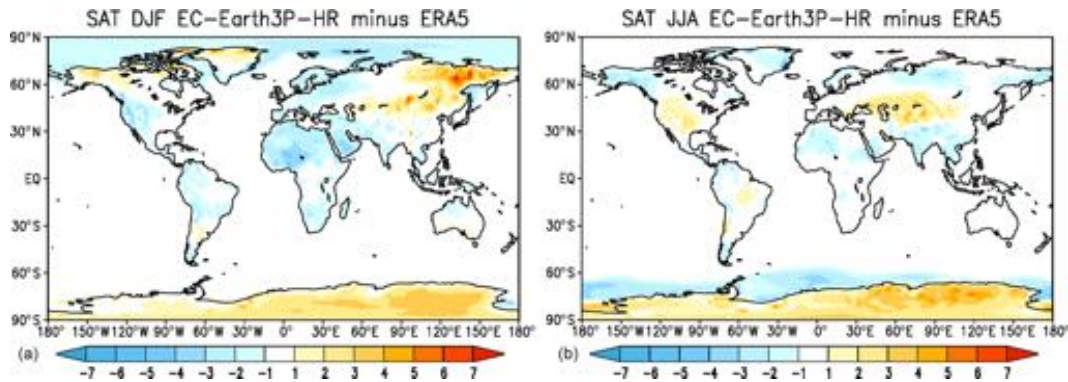 SAT DJF EC-Earth3P-HR minus ERA5
90°N
60°N
30°N
EQ
30°S
60°S
90°S
180° 150°W 120°W 90°W 60°W 30°W 0° 30°E 60°E 90°E 120°E 150°E 180°
(a)
-7 -6 -5 -4 -3 -2 -1 1 2 3 4 5 6 7
SAT JJA EC-Earth3P-HR minus ERA5
90°N
60°N
30°N
EQ
30°S
60°S
90°S
180° 150°W 120°W 90°W 60°W 30°W 0° 30°E 60°E 90°E 120°E 150°E 180°
(b)
-7 -6 -5 -4 -3 -2 -1 1 2 3 4 5 6 7